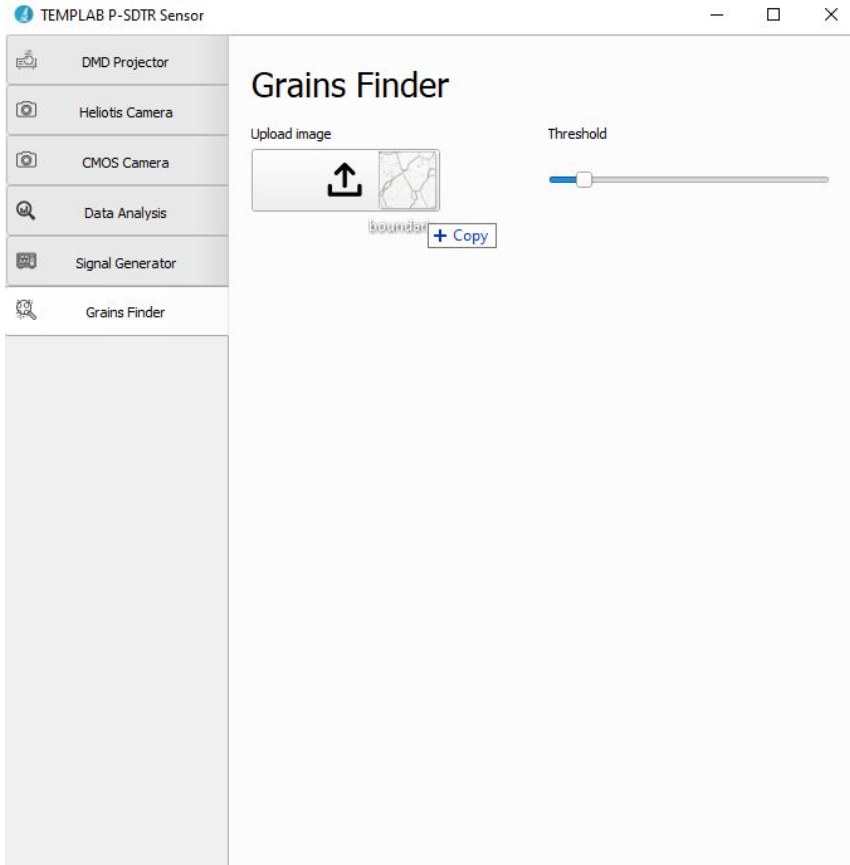 TEMPLAB P-SDTR Sensor
DMD Projector
Heliotis Camera
CMOS Camera
Data Analysis
Signal Generator
Grains Finder
Grains Finder
Upload image
Threshold
+ Copy